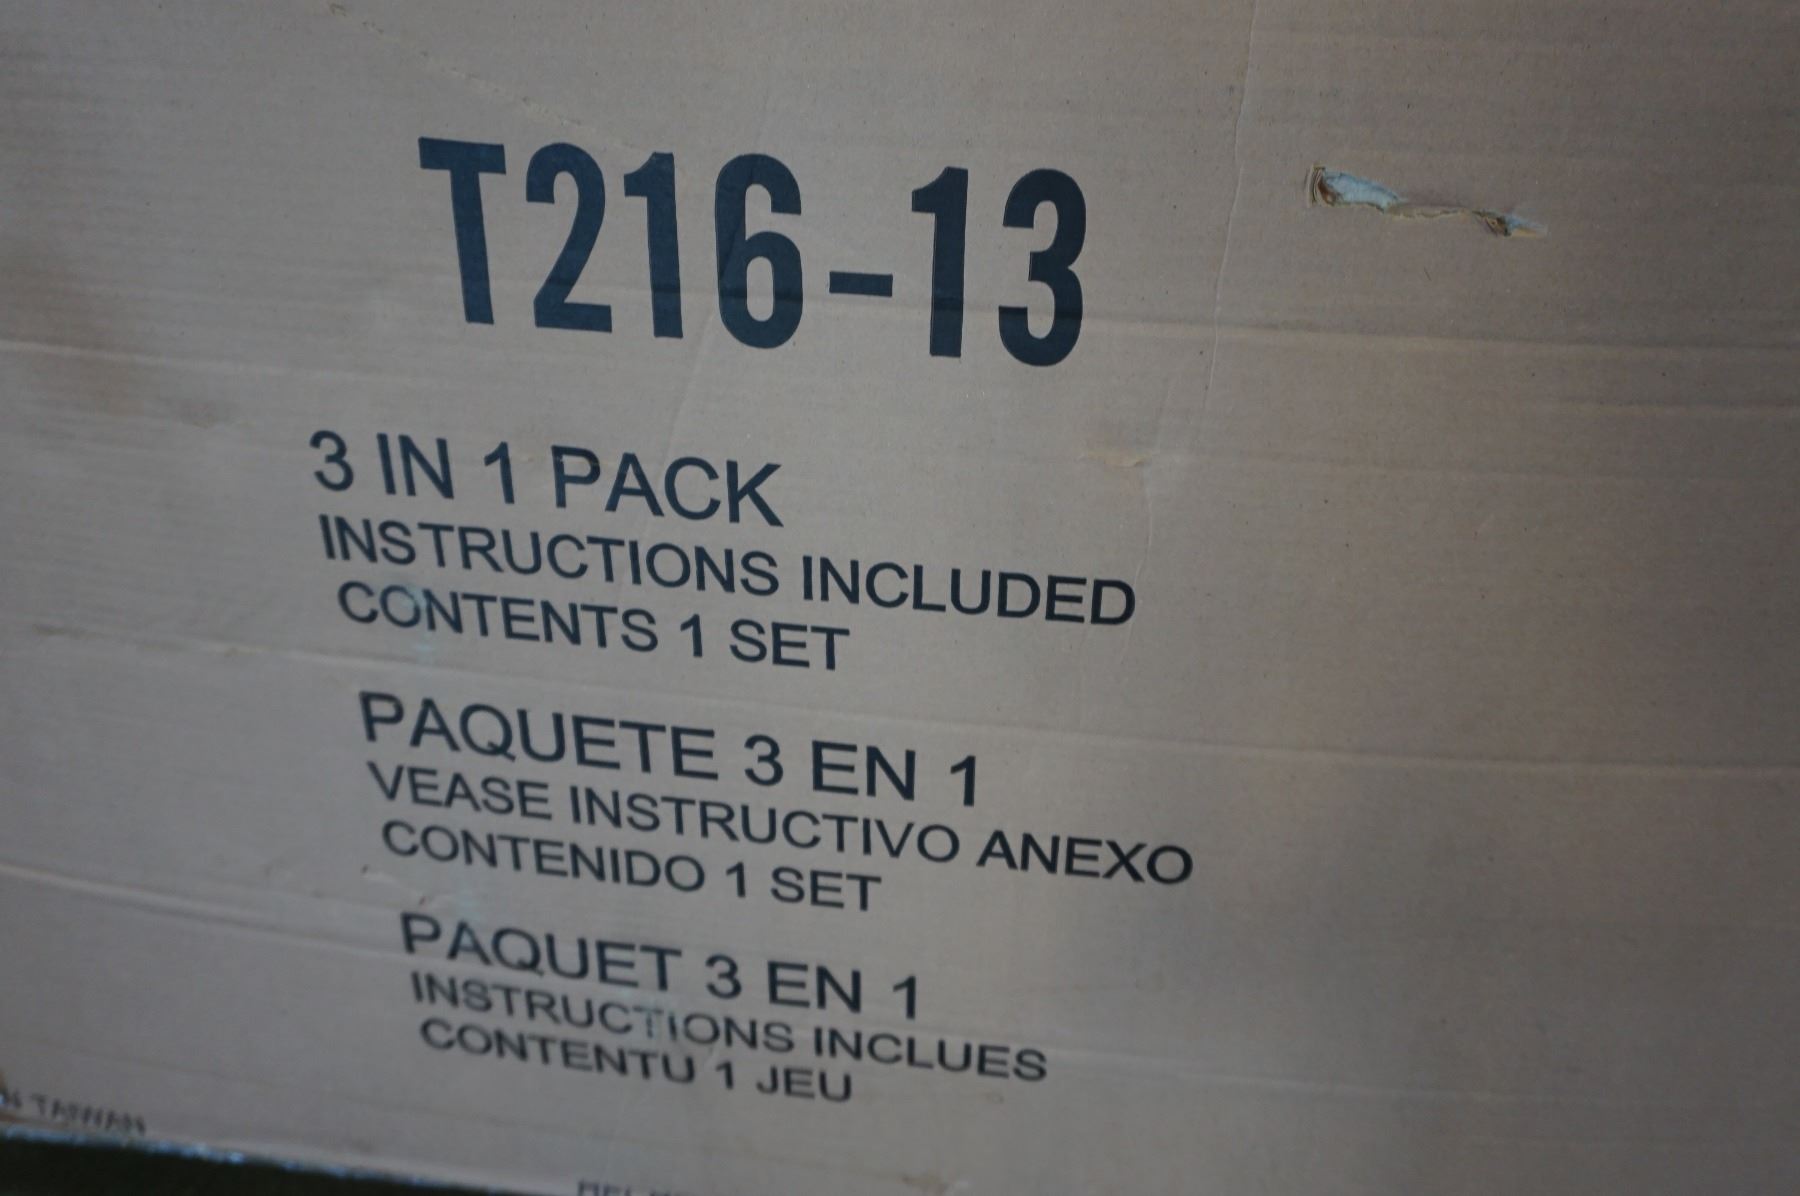 T216-13
3 IN 1 PACK
INSTRUCTIONS INCLUDED
CONTENTS 1 SET
PAQUETE 3 EN 1
VEASE INSTRUCTIVO ANEXO
CONTENIDO 1 SET
PAQUET 3 EN 1
INSTRUCTIONS INCLUES
CONTENTU 1 JEU
TAIWAN